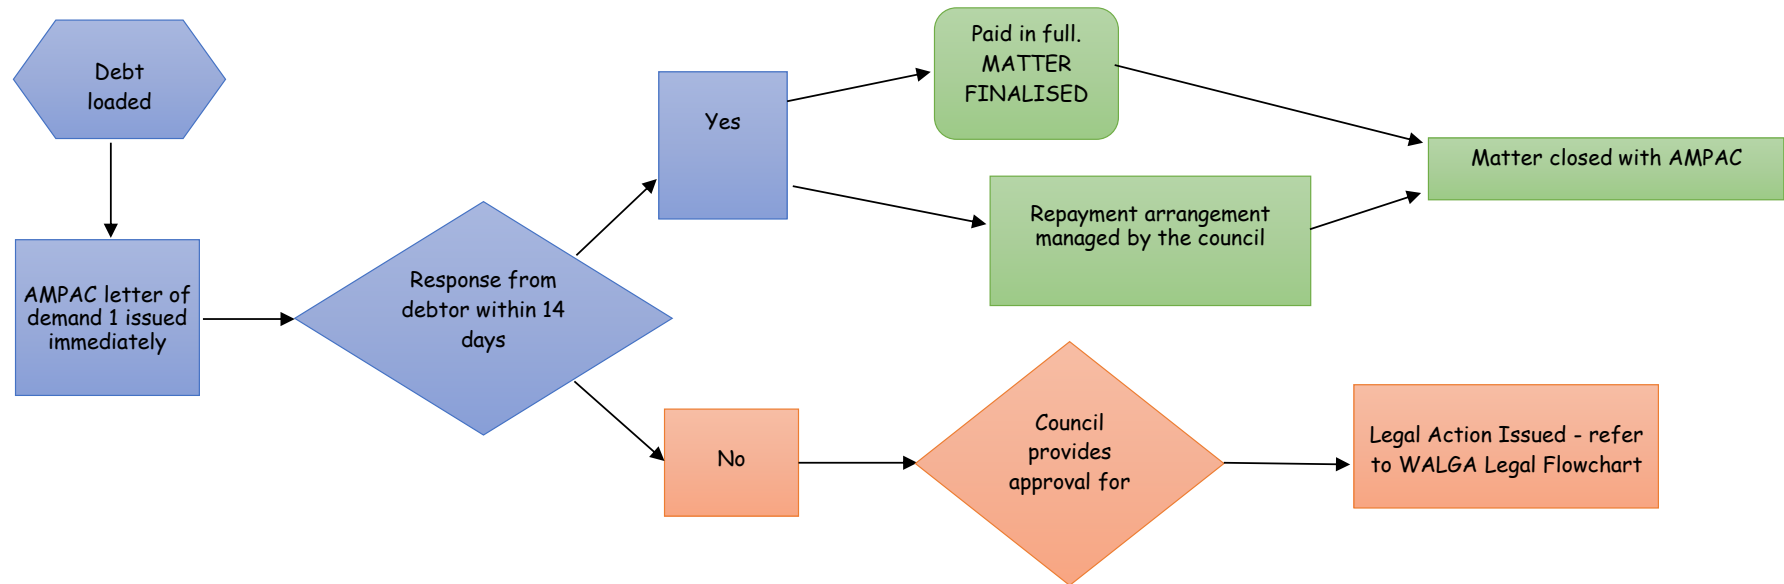 Debt
loaded
AMPAC letter of
demand 1 issued
immediately
Response from
debtor within 14
days
Yes
Paid in full.
MATTER
FINALISED
Repayment arrangement
managed by the council
Matter closed with AMPAC
No
Council
provides
approval for
Legal Action Issued - refer
to WALGA Legal Flowchart